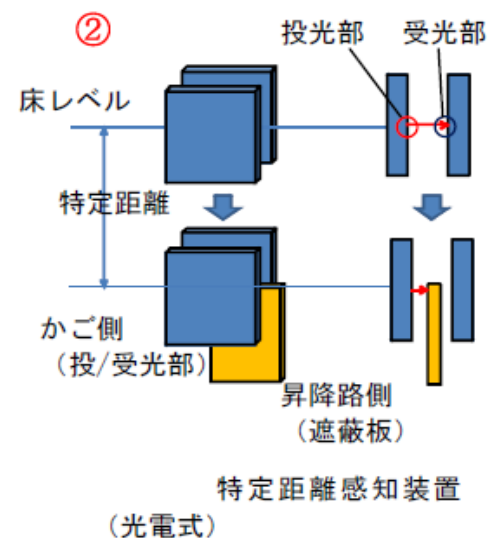 ②
投光部 受光部
床レベル
特定距離
かご側
（投/受光部）
昇降路側
（遮蔽板）
特定距離感知装置
（光電式）